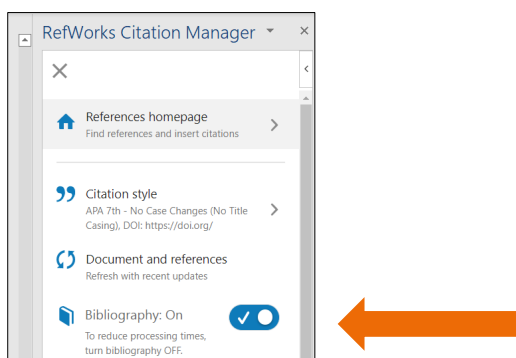 RefWorks Citation Manager
References homepage
Find references and insert citations
Citation style
APA 7th - No Case Changes (No Title
Casing), DOI: https://doi.org/
Document and references
Refresh with recent updates
Bibliography: On
To reduce processing times,
turn bibliography OFF.